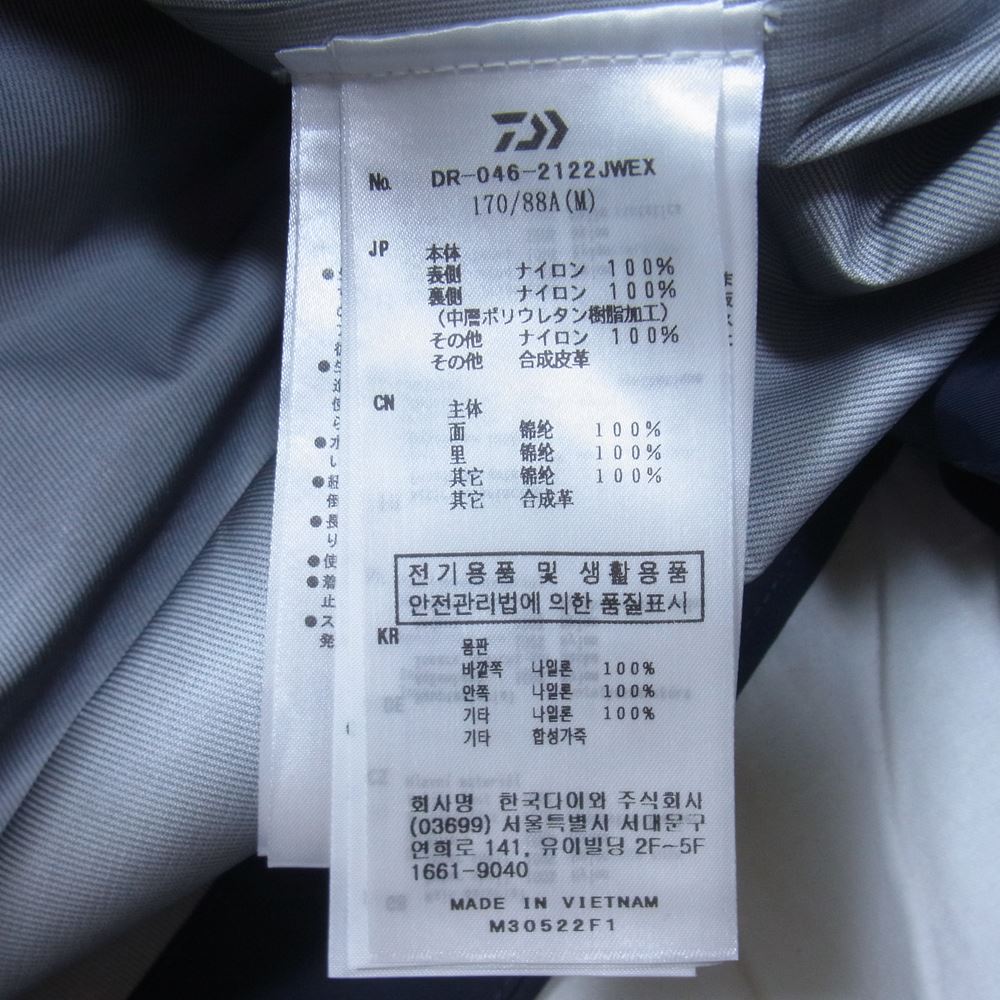 No. DR-046-2122JWEX
170/88A(M)
JP 本体
表側 ナイロン 100%
裏側 ナイロン 100%
(中層ポリウレタン樹脂加工)
その他 ナイロン 100%
その他 合成皮革
CN 主体
面 锦纶 100%
里 锦纶 100%
其它 锦纶 100%
其它 合成革
전기용품 및 생활용품
안전관리법에 의한 품질표시
KR 몸판
바깥쪽 나일론 100%
안쪽 나일론 100%
기타 나일론 100%
기타 합성가죽
회사명 한국다이와 주식회사
(03699) 서울특별시 서대문구
연희로 141, 유아빌딩 2F~5F
1661-9040
MADE IN VIETNAM
M30522F1